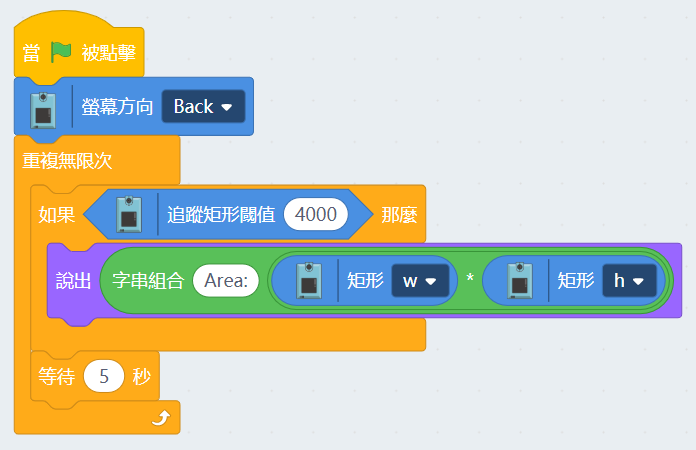 當 被點擊
螢幕方向 Back
重複無限次
如果 追蹤矩形閾值 4000 那麼
說出 字串組合 Area: 矩形 w * 矩形 h
等待 5 秒